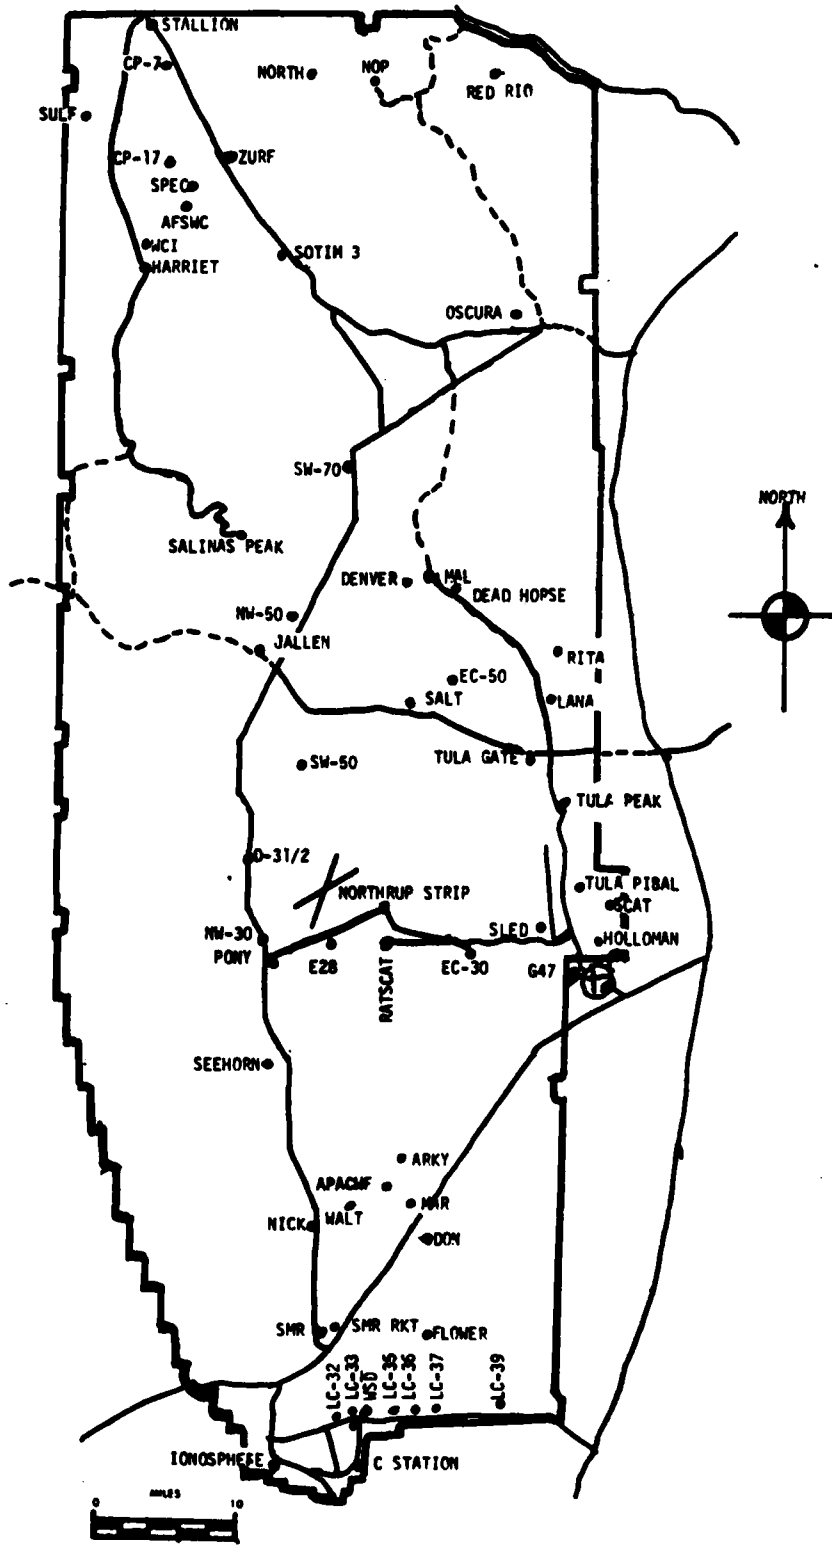 STALLION
CP-7
NORTH
NOP
RED RIO
SULF
CP-17
ZURF
SPEC
AFSWC
WCI
HARRIET
SOTIM 3
OSCURA
SW-70
NORTH
SALINAS PEAK
DENVER
MAL
DEAD HOPSE
NW-50
JALLEN
RITA
EC-50
SALT
LANA
TULA GATE
SW-50
TULA PEAK
D-31/2
NORTHRUP STRIP
TULA PIBAL
SCAT
NW-30
SLED
HOLLOMAN
PONY
E28
RATSCAT
EC-30
G47
SEEHORN
ARKY
APACHF
WALT
MAR
NICK
DON
SMR
SMR RKT
FLOWER
LC-32
LC-33
WSD
LC-35
LC-36
LC-37
LC-39
IONOSPHEFE
C STATION
MILES
0 10